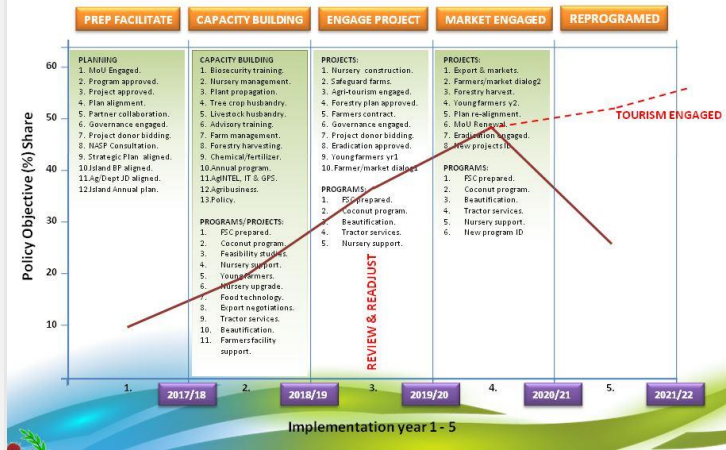 PREP FACILITATE
CAPACITY BUILDING
ENGAGE PROJECT
MARKET ENGAGED
REPROGRAMED
Policy Objective (%) Share
60
50
40
30
20
10
PLANNING
1. MoU Engaged.
2. Program approved.
3. Project approved.
4. Plan alignment.
5. Partner collaboration.
6. Governance engaged.
7. Project donor bidding.
8. NASP Consultation.
9. Strategic Plan aligned.
10.Island BP aligned.
11.Ag/Dept JD aligned.
12.Island Annual plan.
CAPACITY BUILDING
1. Biosecurity training.
2. Nursery management.
3. Plant propagation.
4. Tree crop husbandry.
5. Livestock husbandry.
6. Advisory training.
7. Farm management.
8. Forestry harvesting.
9. Chemical/fertilizer.
10.Annual program.
11.AgINTEL, IT & GPS.
12.Agribusiness.
13.Policy.
PROGRAMS/PROJECTS:
1. FSC prepared.
2. Coconut program.
3. Feasibility studies.
4. Nursery support.
5. Young farmers.
6. Nursery upgrade.
7. Food technology.
8. Export negotiations.
9. Tractor services.
10. Beautification.
11. Farmers facility
support.
PROJECTS:
1. Nursery construction.
2. Safeguard farms.
3. Agri-tourism engaged.
4. Forestry plan approved.
5. Farmers contract.
6. Governance engaged.
7. Project donor bidding.
8. Eradication approved.
9. Young farmers yr1
10. Farmer/market dialog1
PROGRAMS:
1. FSC prepared.
2. Coconut program.
3. Beautification.
4. Tractor services.
5. Nursery support.
REVIEW & READJUST
PROJECTS:
1. Export & markets.
2. Farmers/market dialog2
3. Forestry harvest.
4. Young farmers y2.
5. Plan re-alignment.
6. MoU Renewal.
7. Eradication engaged.
8. New projects ID
PROGRAMS:
1. FSC prepared.
2. Coconut program.
3. Beautification.
4. Tractor services.
5. Nursery support.
6. New program ID
TOURISM ENGAGED
1.
2.
3.
4.
5.
2017/18
2018/19
2019/20
2020/21
2021/22
Implementation year 1 - 5